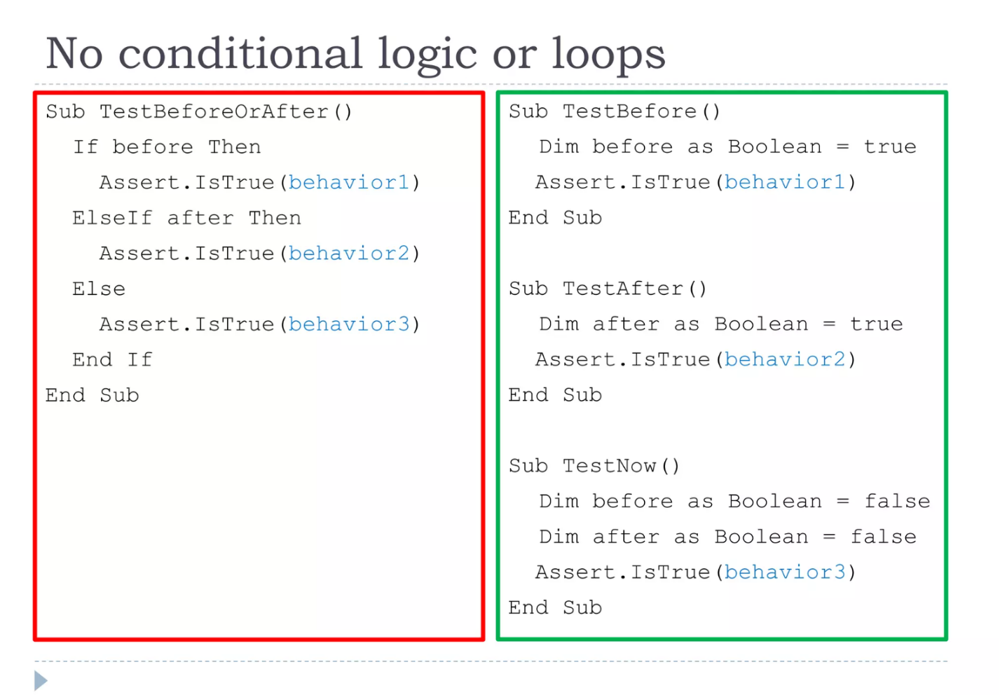 No conditional logic or loops
Sub TestBeforeOrAfter()
If before Then
Assert.IsTrue(behavior1)
ElseIf after Then
Assert.IsTrue(behavior2)
Else
Assert.IsTrue(behavior3)
End If
End Sub
Sub TestBefore()
Dim before as Boolean = true
Assert.IsTrue(behavior1)
End Sub
Sub TestAfter()
Dim after as Boolean = true
Assert.IsTrue(behavior2)
End Sub
Sub TestNow()
Dim before as Boolean = false
Dim after as Boolean = false
Assert.IsTrue(behavior3)
End Sub